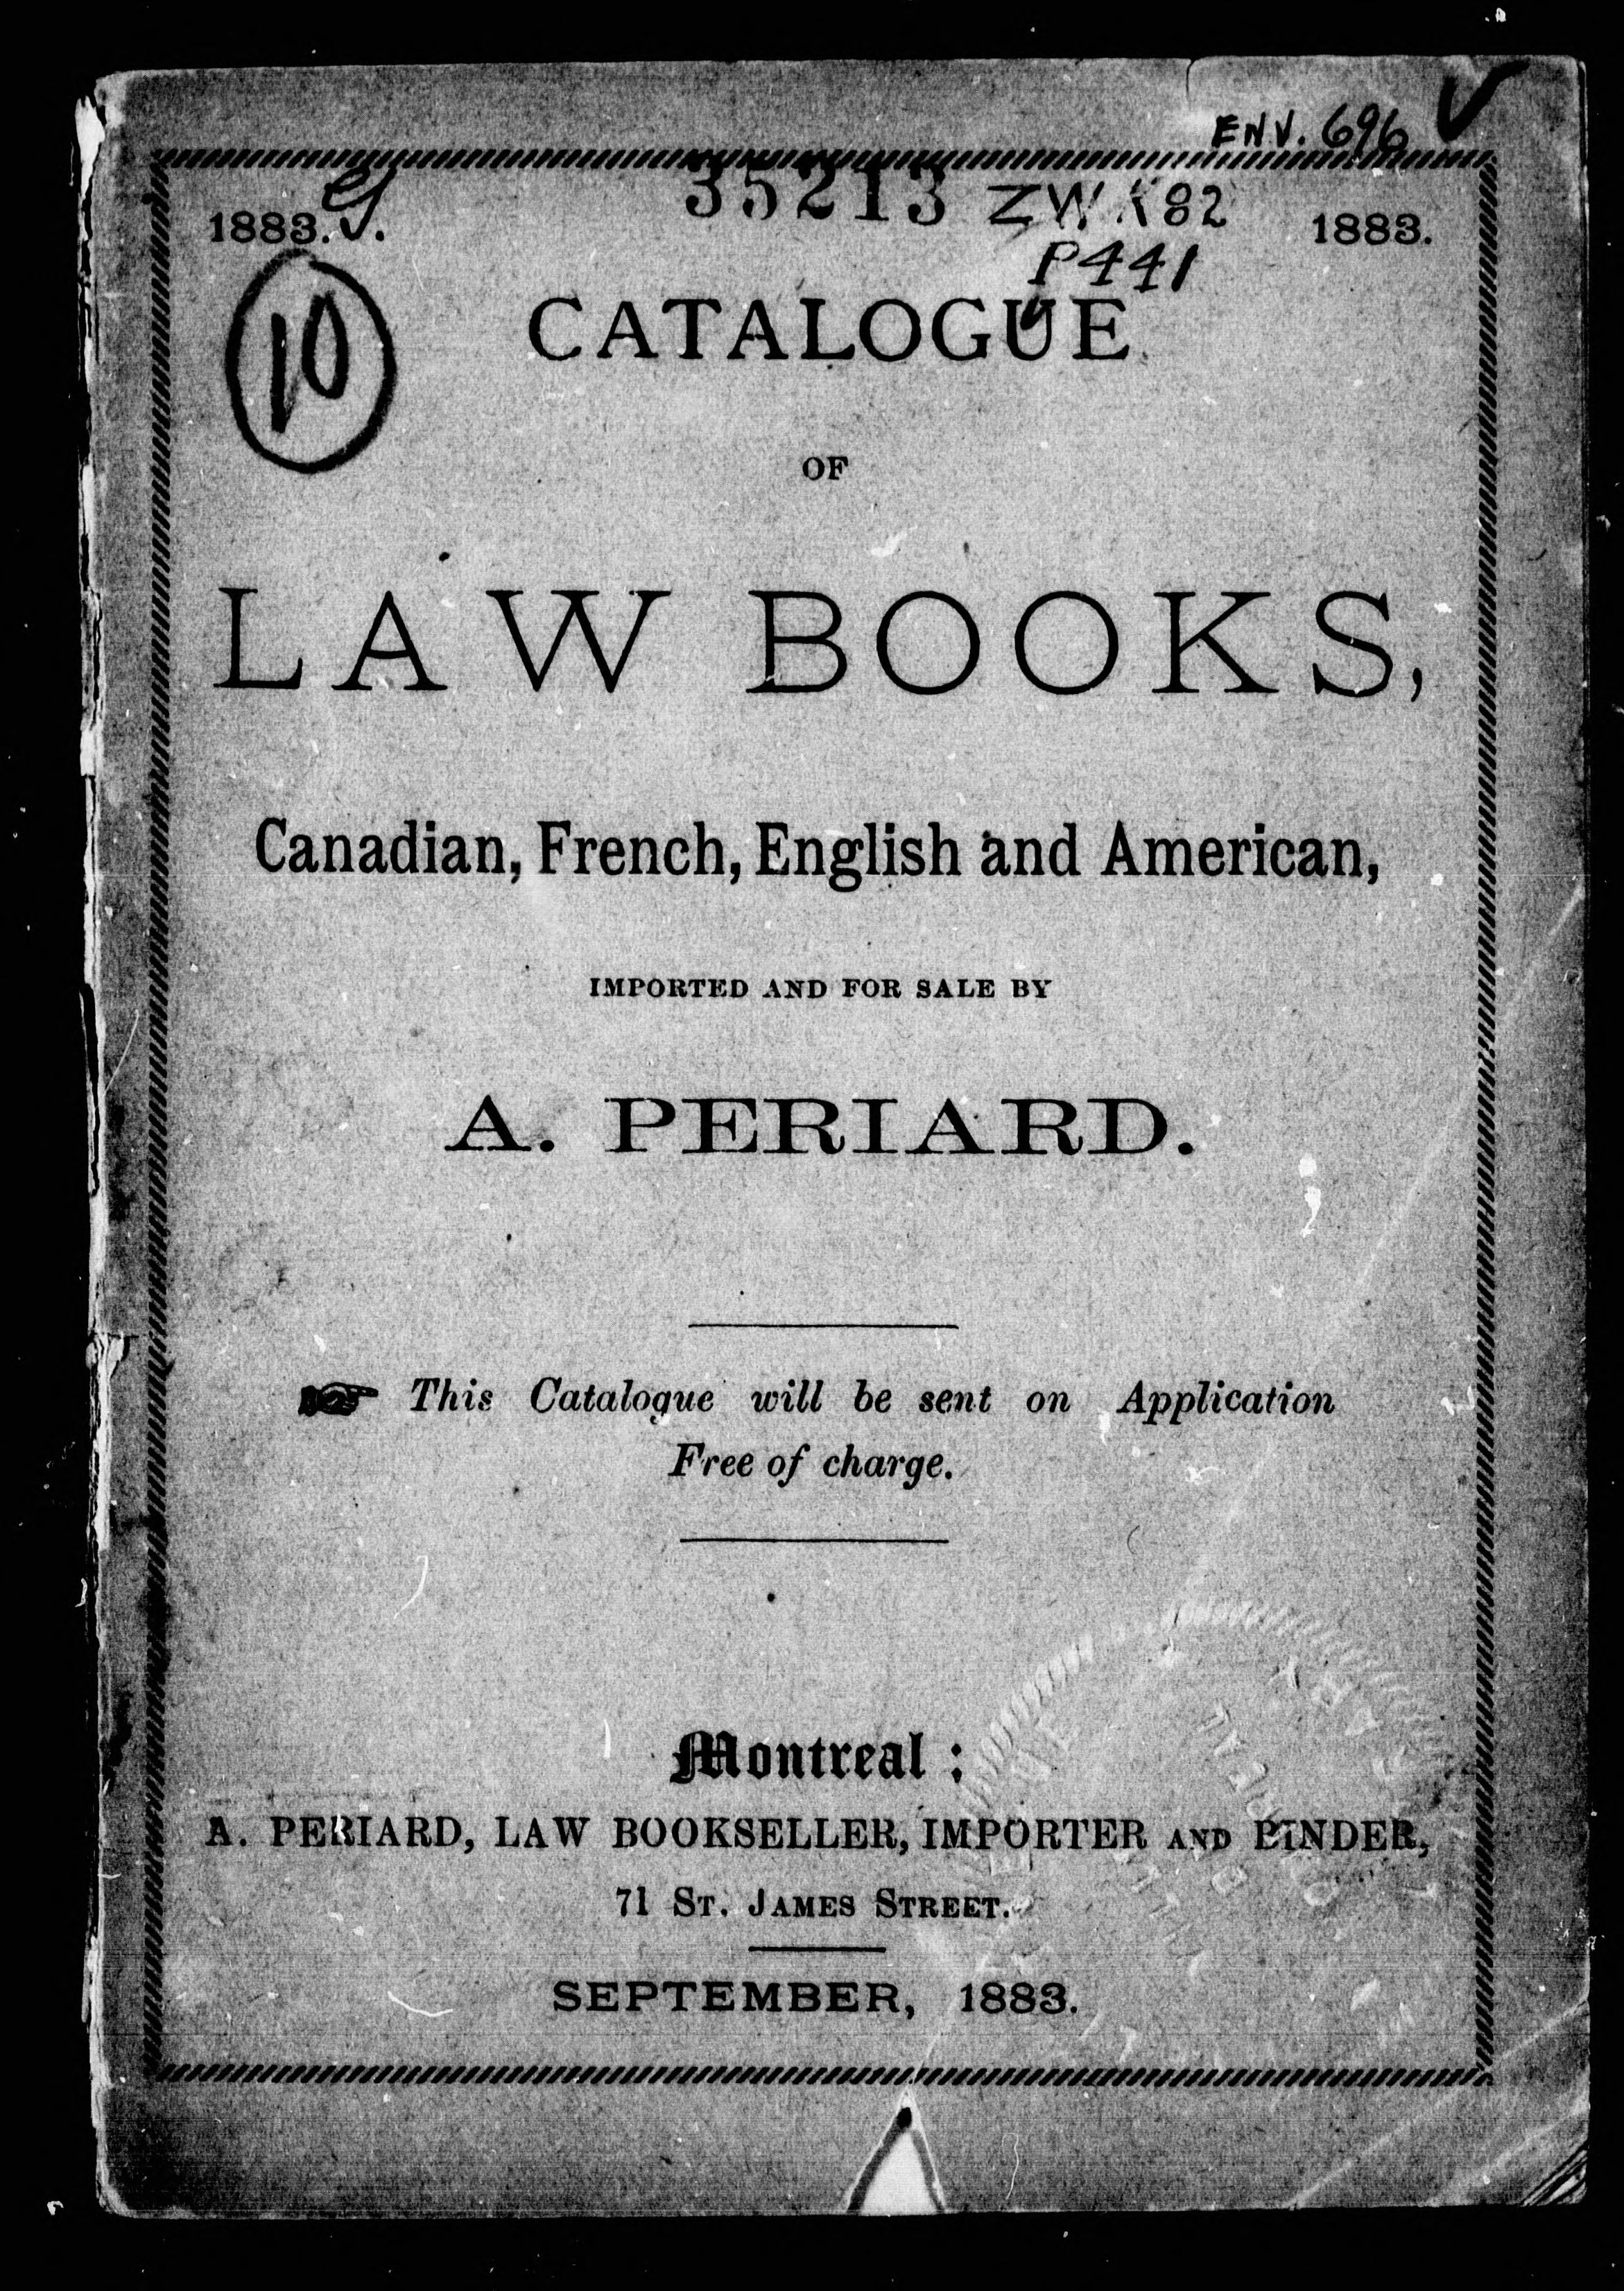 ENV. 696
35213 ZW K82
1883. 1883.
P441
10
CATALOGUE
OF
LAW BOOKS,
Canadian, French, English and American,
IMPORTED AND FOR SALE BY
A. PERIARD.
☞ This Catalogue will be sent on Application
Free of charge.
Montreal :
A. PERIARD, LAW BOOKSELLER, IMPORTER AND BINDER,
71 ST. JAMES STREET.
SEPTEMBER, 1883.